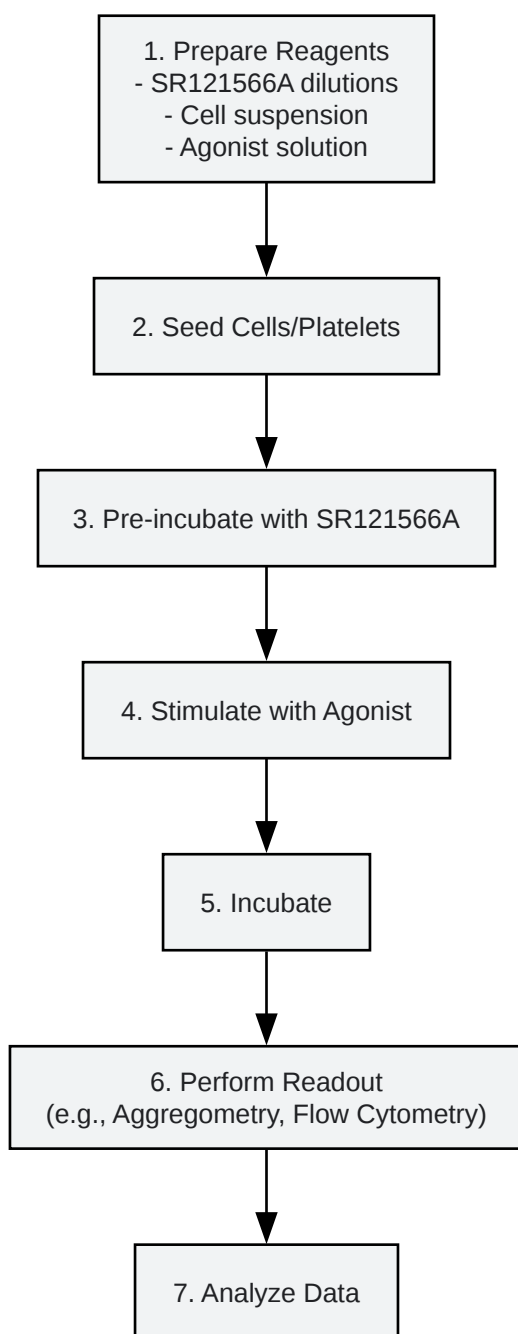 1. Prepare Reagents
- SR121566A dilutions
- Cell suspension
- Agonist solution
2. Seed Cells/Platelets
3. Pre-incubate with SR121566A
4. Stimulate with Agonist
5. Incubate
6. Perform Readout
(e.g., Aggregometry, Flow Cytometry)
7. Analyze Data